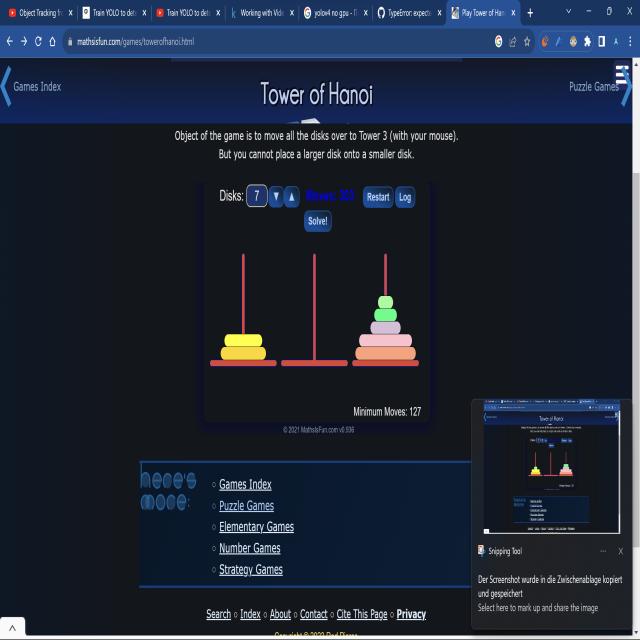 Object Tracking fr
Train YOLO to dete
Train YOLO to dete
Working with Vide
yolov4 no gpu - П
TypeError: expecte
Play Tower of Han
mathsisfun.com/games/towerofhanoi.html
Games Index
Tower of Hanoi
Puzzle Games
Object of the game is to move all the disks over to Tower 3 (with your mouse).
But you cannot place a larger disk onto a smaller disk.
Disks: 7 ▼ ▲ Moves: 303 Restart Log
Solve!
Minimum Moves: 127
© 2021 MathsIsFun.com v0.936
○ Games Index
○ Puzzle Games
○ Elementary Games
○ Number Games
○ Strategy Games
Snipping Tool
Der Screenshot wurde in die Zwischenablage kopiert
und gespeichert
Select here to mark up and share the image
Search ○ Index ○ About ○ Contact ○ Cite This Page ○ Privacy